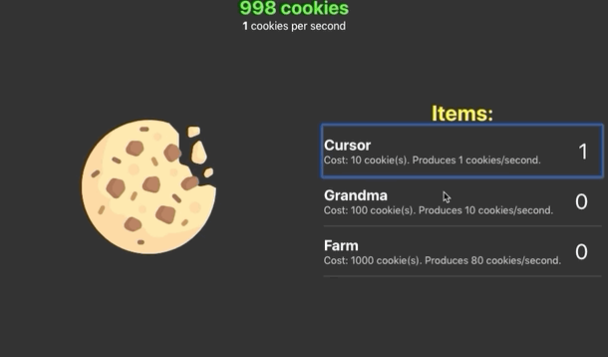 998 cookies
1 cookies per second
Items:
Cursor
Cost: 10 cookie(s). Produces 1 cookies/second.
1
Grandma
Cost: 100 cookie(s). Produces 10 cookies/second.
0
Farm
Cost: 1000 cookie(s). Produces 80 cookies/second.
0